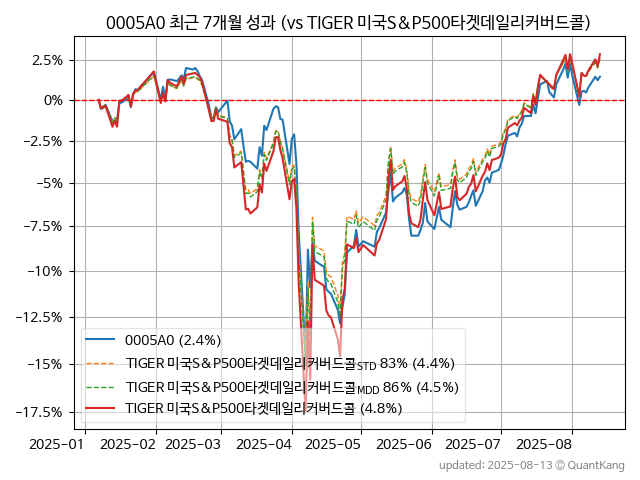 0005A0 최근 7개월 성과 (vs TIGER 미국S&P500타겟데일리커버드콜)
2.5%
0%
−2.5%
−5%
−7.5%
−10%
−12.5%
−15%
−17.5%
0005A0 (2.4%)
TIGER 미국S&P500타겟데일리커버드콜STD 83% (4.4%)
TIGER 미국S&P500타겟데일리커버드콜MDD 86% (4.5%)
TIGER 미국S&P500타겟데일리커버드콜 (4.8%)
2025-01 2025-02 2025-03 2025-04 2025-05 2025-06 2025-07 2025-08
updated: 2025-08-13 © QuantKang